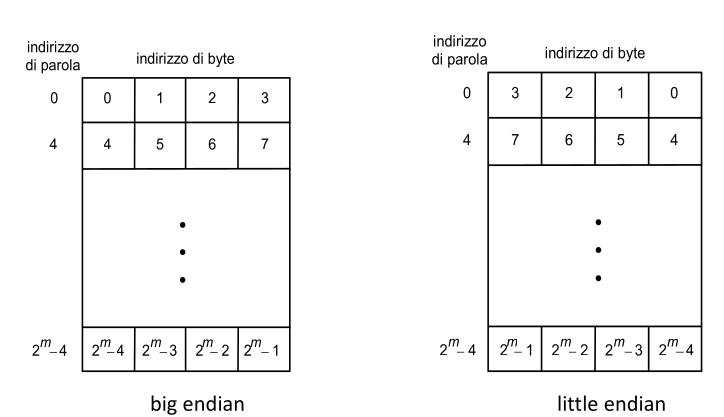 indirizzo
di parola
indirizzo di byte
0 0 1 2 3
4 4 5 6 7
2^m–4 2^m–4 2^m–3 2^m–2 2^m–1
big endian
indirizzo
di parola
indirizzo di byte
0 3 2 1 0
4 7 6 5 4
2^m–4 2^m–1 2^m–2 2^m–3 2^m–4
little endian